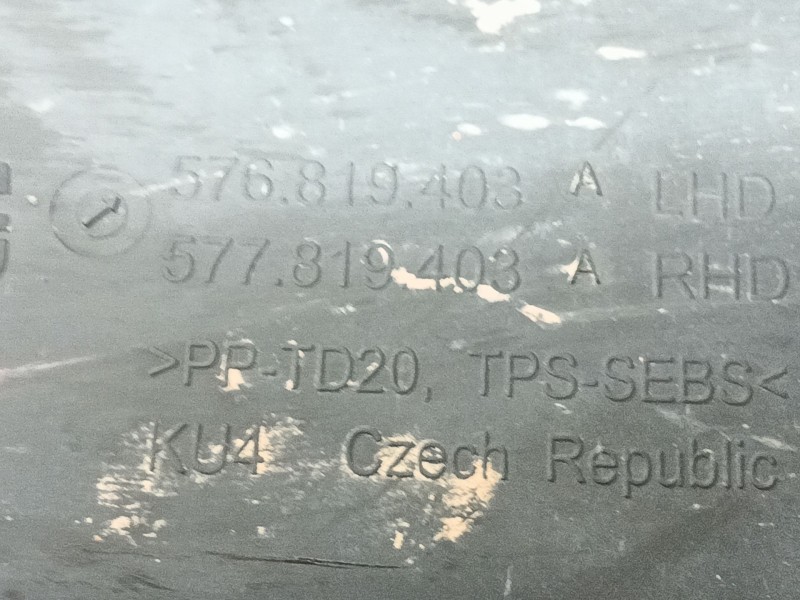 576.819.403 A LHD
577.819.403 A RHD
>PP-TD20, TPS-SEBS<
KU4 Czech Republic